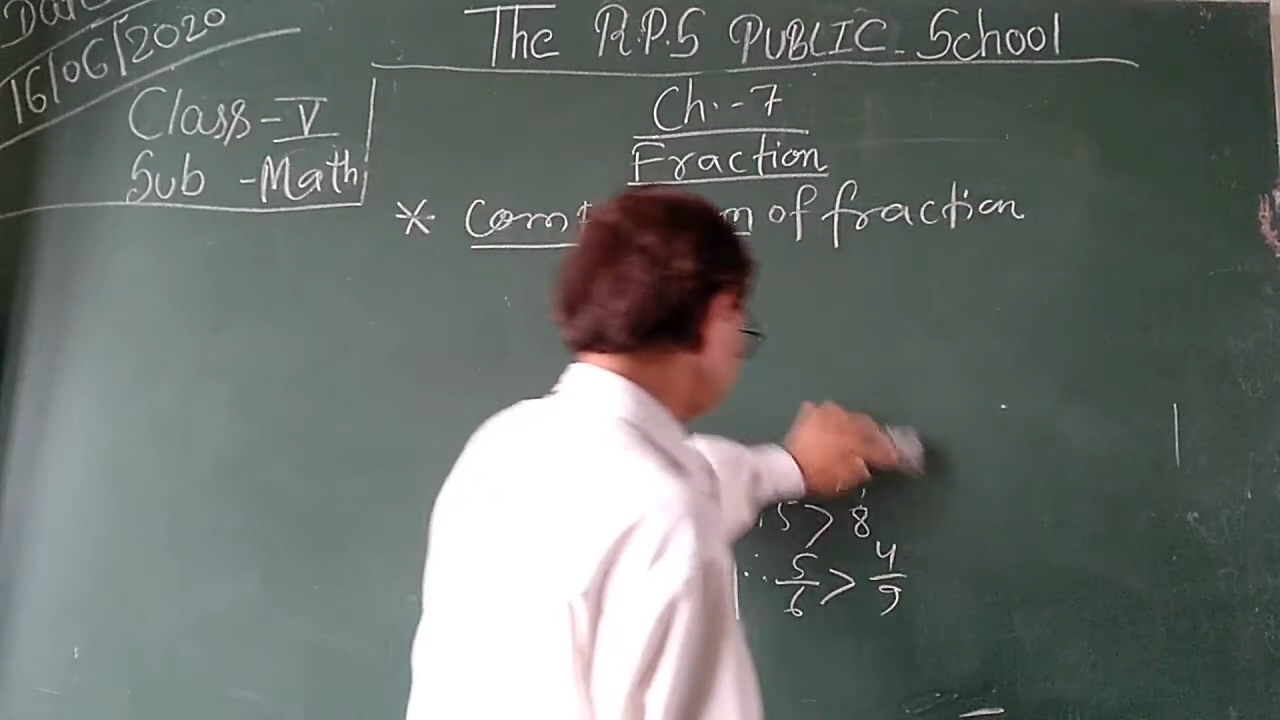 Date
16/06/2020
The R.P.S PUBLIC School
Class-V
Sub-Math
Ch.-7
Fraction
* of fraction
15 > 8
∴ 5/6 > 4/9